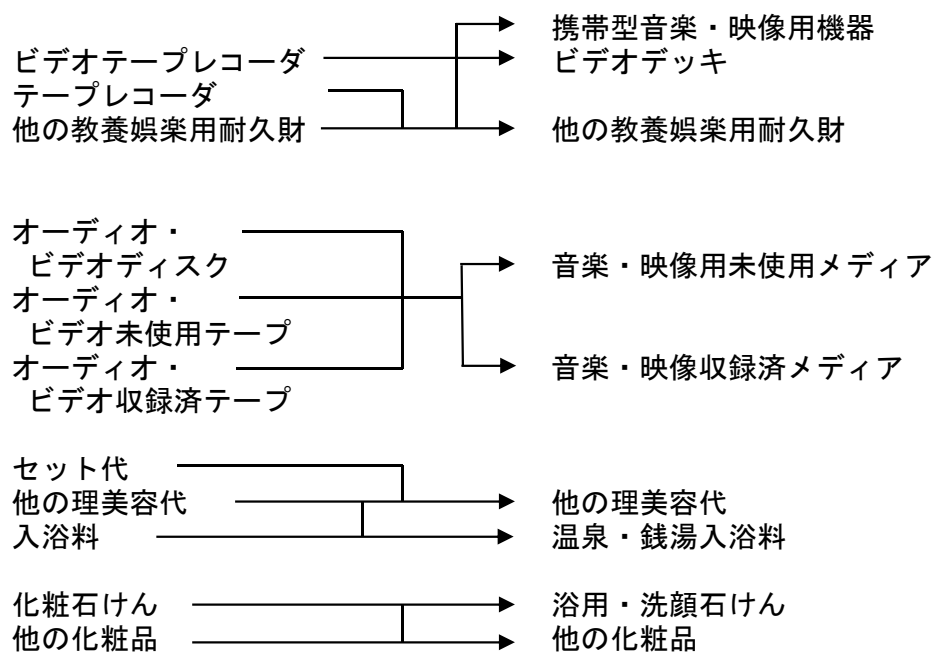 携帯型音楽・映像用機器
ビデオテープレコーダ ビデオデッキ
テープレコーダ
他の教養娯楽用耐久財 他の教養娯楽用耐久財
オーディオ・
ビデオディスク 音楽・映像用未使用メディア
オーディオ・
ビデオ未使用テープ
オーディオ・ 音楽・映像収録済メディア
ビデオ収録済テープ
セット代
他の理美容代 他の理美容代
入浴料 温泉・銭湯入浴料
化粧石けん 浴用・洗顔石けん
他の化粧品 他の化粧品